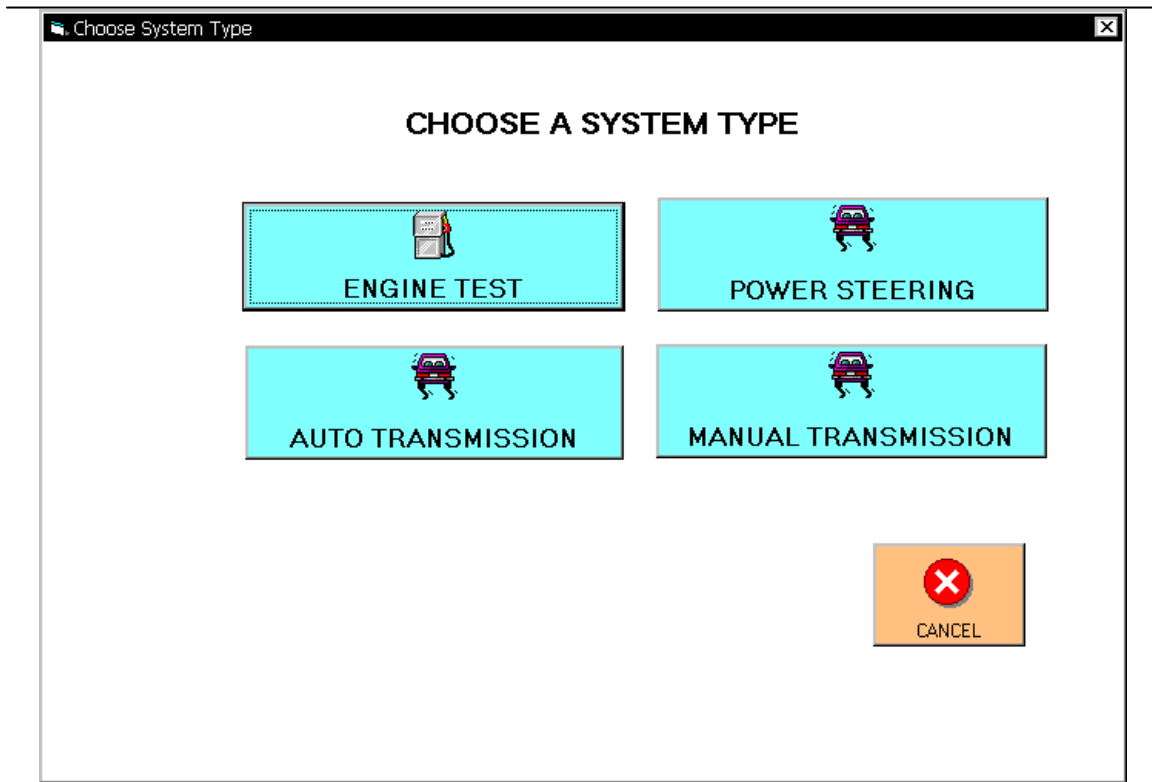 Choose System Type
CHOOSE A SYSTEM TYPE
ENGINE TEST
POWER STEERING
AUTO TRANSMISSION
MANUAL TRANSMISSION
CANCEL